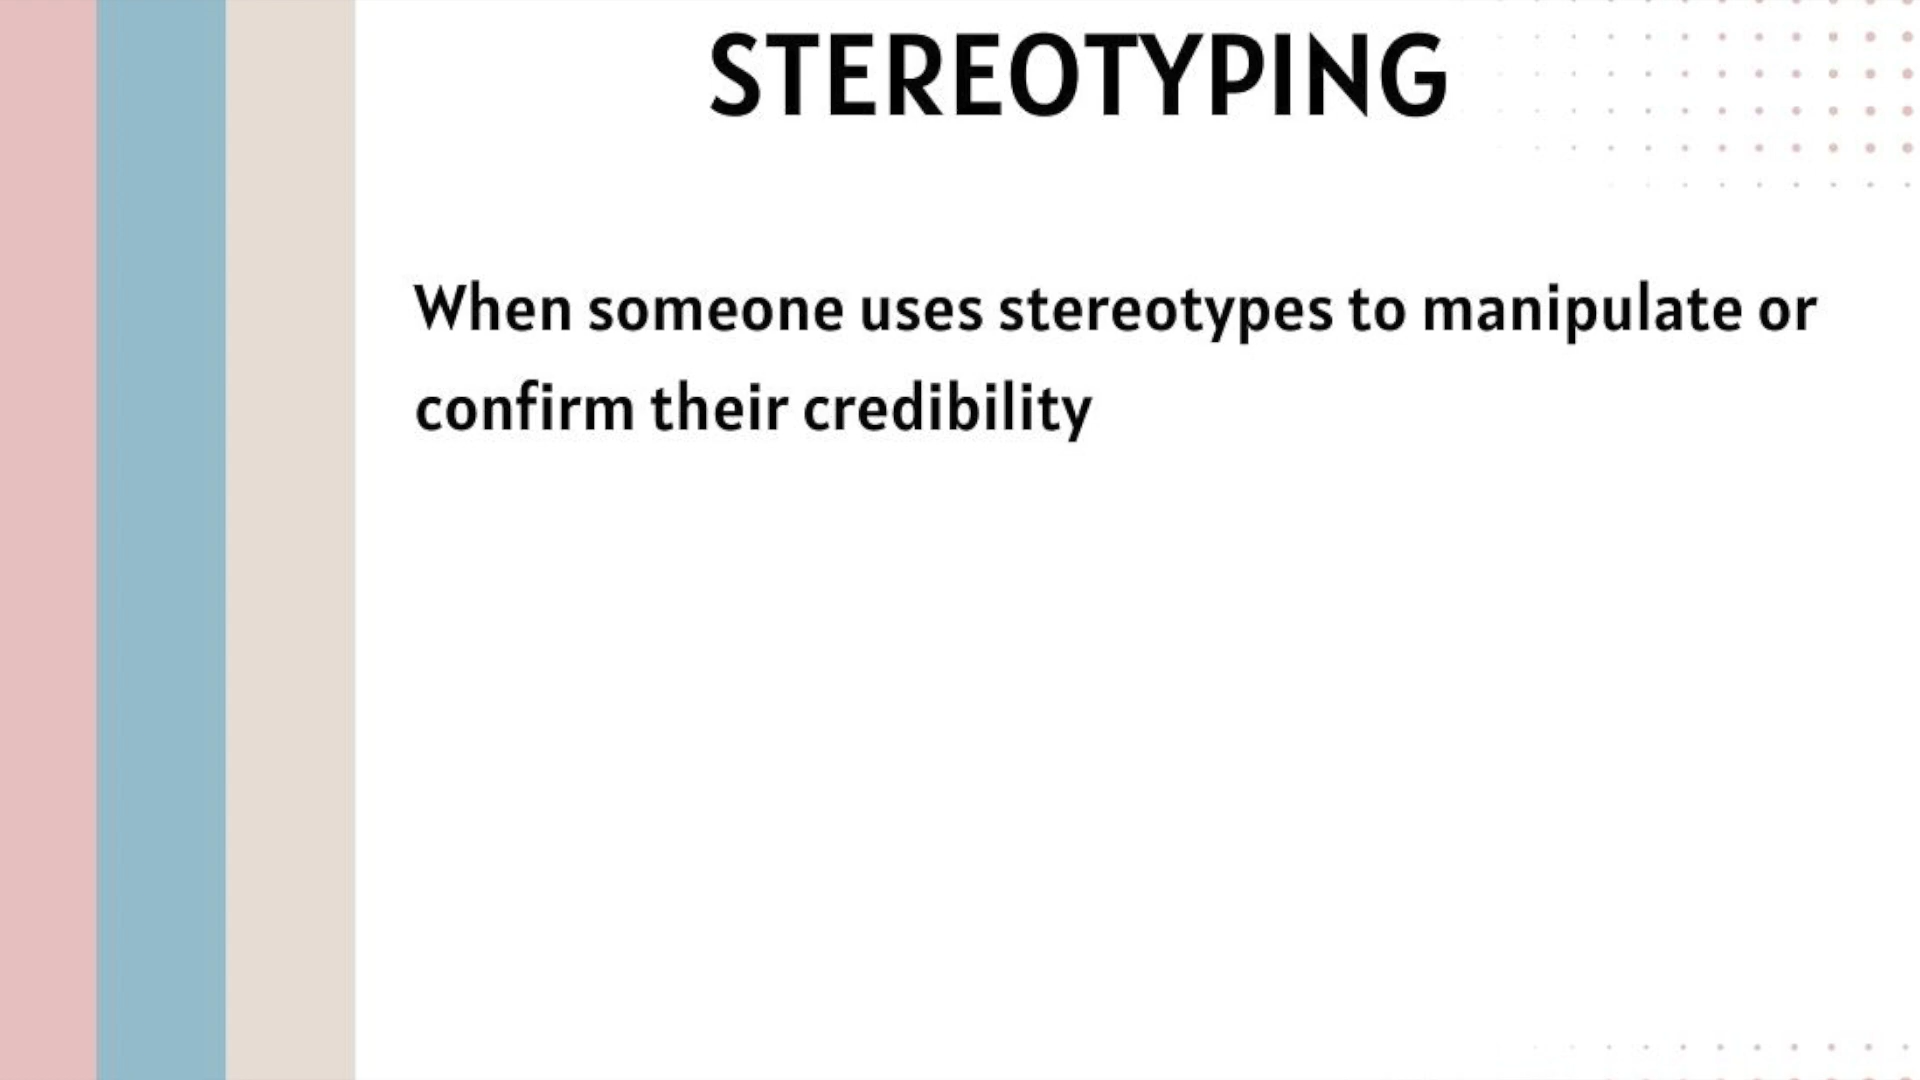 STEREOTYPING
When someone uses stereotypes to manipulate or
confirm their credibility